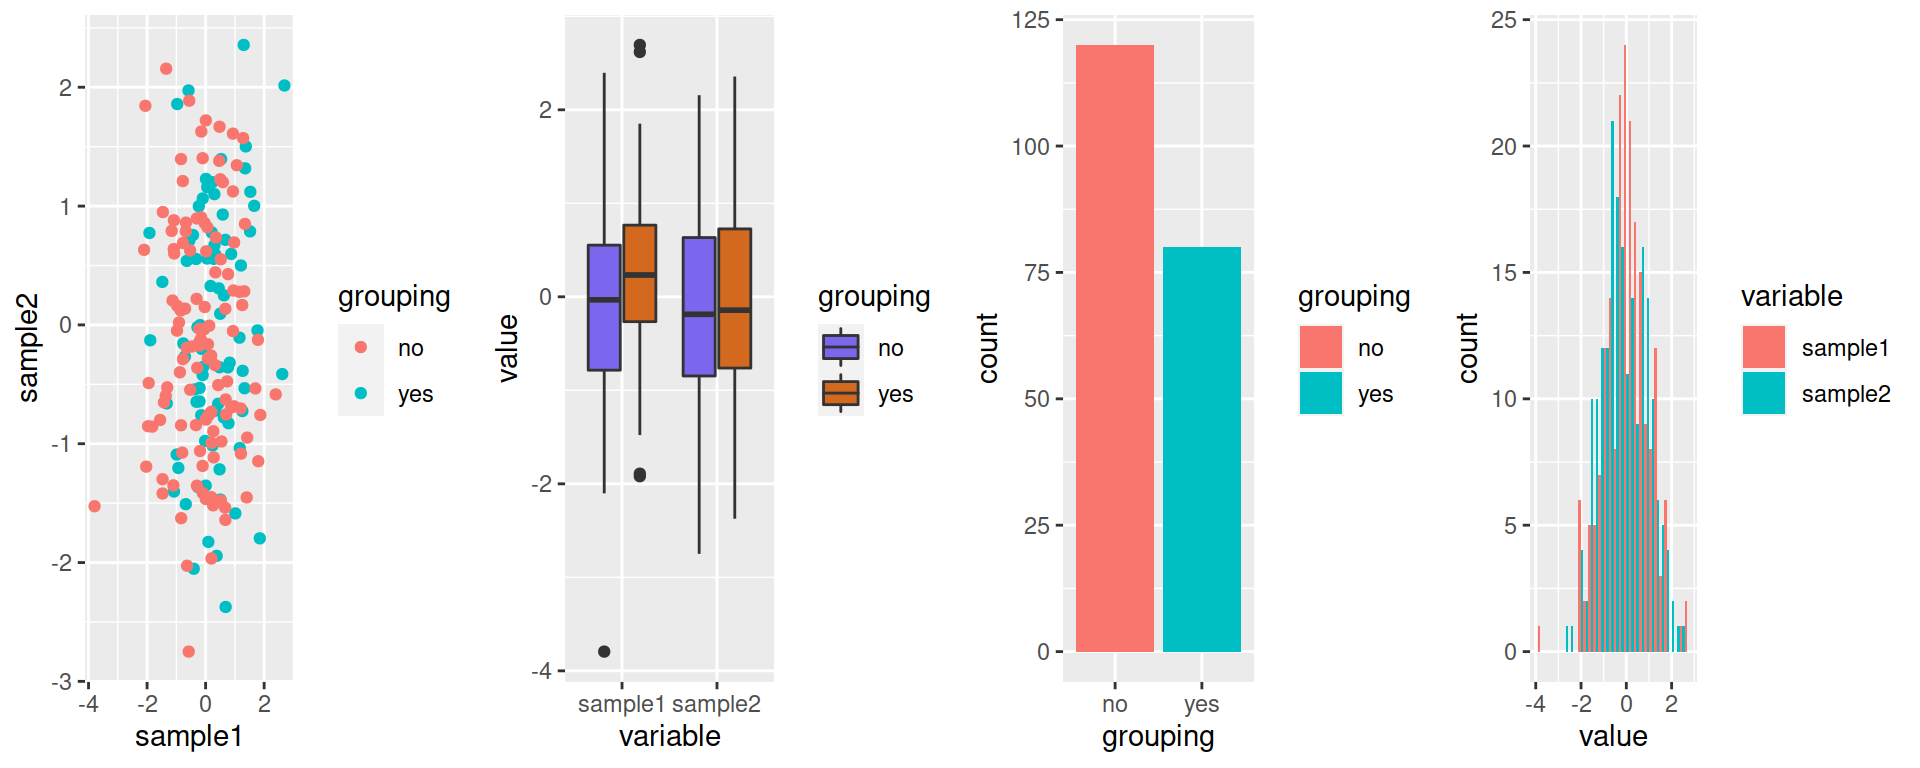 2
1
0
-1
-2
-3
sample2
-4
-2
0
2
sample1
grouping
no
yes
2
0
-2
-4
value
sample1
sample2
variable
grouping
no
yes
125
100
75
50
25
0
count
no
yes
grouping
grouping
no
yes
25
20
15
10
5
0
count
-4
-2
0
2
value
variable
sample1
sample2